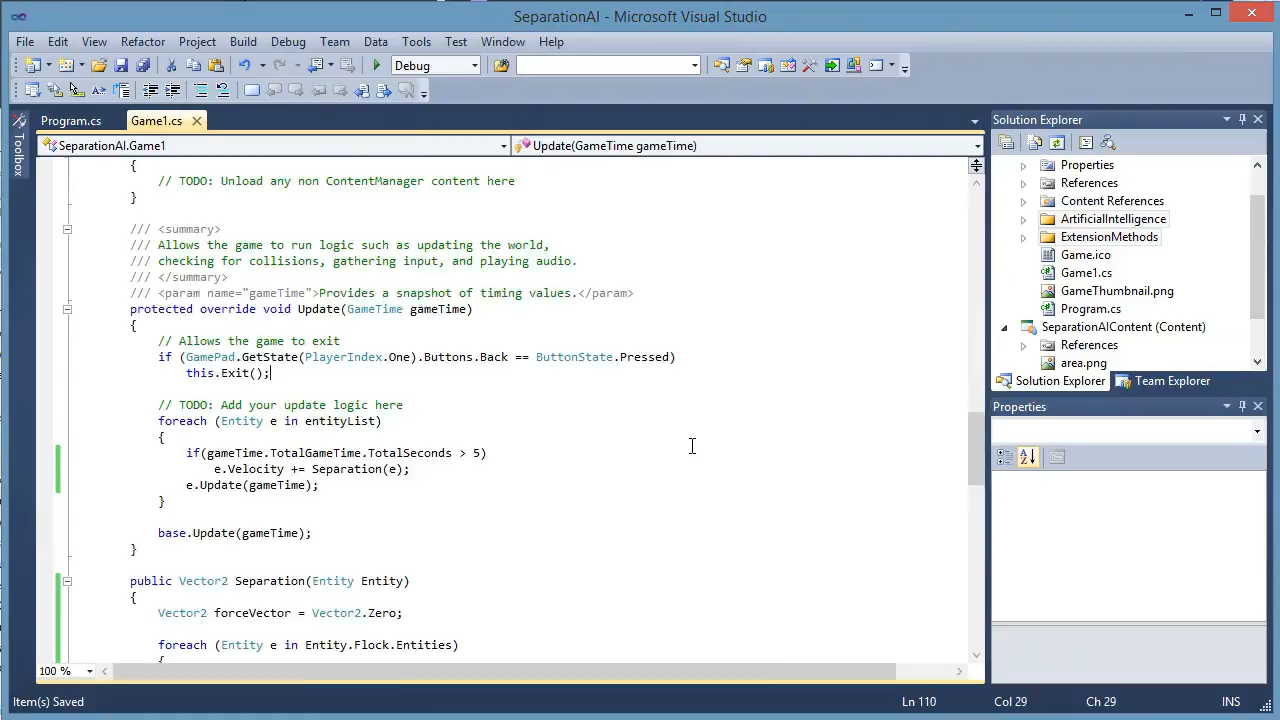 SeparationAI - Microsoft Visual Studio
File Edit View Refactor Project Build Debug Team Data Tools Test Window Help
Debug
Toolbox
Program.cs Game1.cs
SeparationAI.Game1 Update(GameTime gameTime)
{
// TODO: Unload any non ContentManager content here
}
/// <summary>
/// Allows the game to run logic such as updating the world,
/// checking for collisions, gathering input, and playing audio.
/// </summary>
/// <param name="gameTime">Provides a snapshot of timing values.</param>
protected override void Update(GameTime gameTime)
{
// Allows the game to exit
if (GamePad.GetState(PlayerIndex.One).Buttons.Back == ButtonState.Pressed)
this.Exit();
// TODO: Add your update logic here
foreach (Entity e in entityList)
{
if(gameTime.TotalGameTime.TotalSeconds > 5)
e.Velocity += Separation(e);
e.Update(gameTime);
}
base.Update(gameTime);
}
public Vector2 Separation(Entity Entity)
{
Vector2 forceVector = Vector2.Zero;
foreach (Entity e in Entity.Flock.Entities)
{
100 %
Solution Explorer
Properties
References
Content References
ArtificialIntelligence
ExtensionMethods
Game.ico
Game1.cs
GameThumbnail.png
Program.cs
SeparationAIContent (Content)
References
area.png
Solution Explorer Team Explorer
Properties
Item(s) Saved Ln 110 Col 29 Ch 29 INS